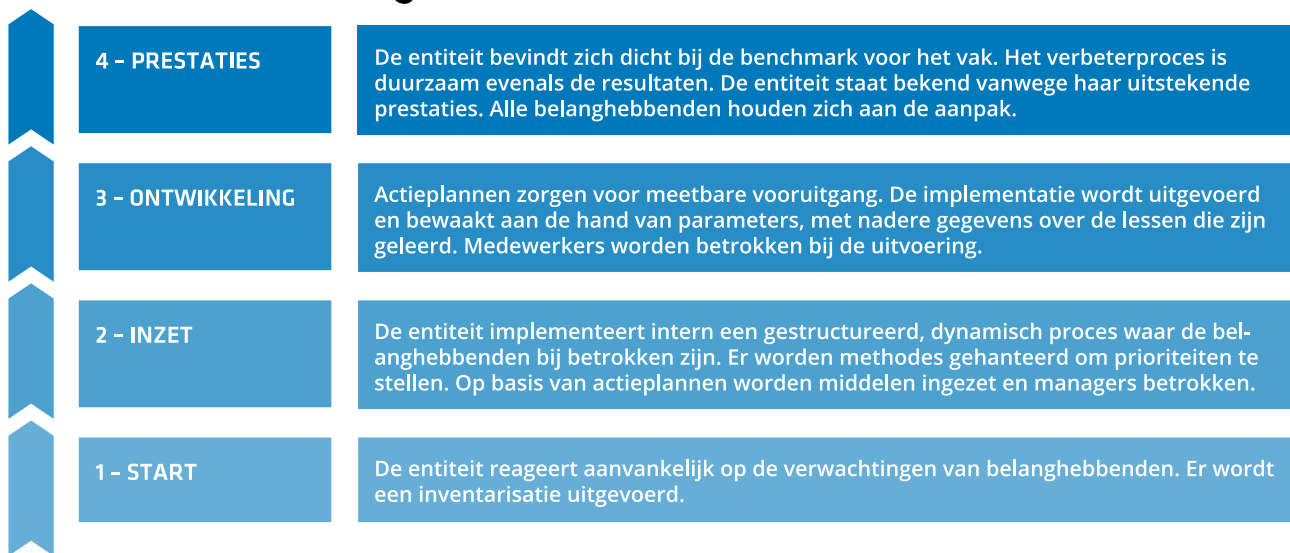 4 – PRESTATIES
De entiteit bevindt zich dicht bij de benchmark voor het vak. Het verbeterproces is
duurzaam evenals de resultaten. De entiteit staat bekend vanwege haar uitstekende
prestaties. Alle belanghebbenden houden zich aan de aanpak.
3 – ONTWIKKELING
Actieplannen zorgen voor meetbare vooruitgang. De implementatie wordt uitgevoerd
en bewaakt aan de hand van parameters, met nadere gegevens over de lessen die zijn
geleerd. Medewerkers worden betrokken bij de uitvoering.
2 – INZET
De entiteit implementeert intern een gestructureerd, dynamisch proces waar de bel-
anghebbenden bij betrokken zijn. Er worden methodes gehanteerd om prioriteiten te
stellen. Op basis van actieplannen worden middelen ingezet en managers betrokken.
1 – START
De entiteit reageert aanvankelijk op de verwachtingen van belanghebbenden. Er wordt
een inventarisatie uitgevoerd.